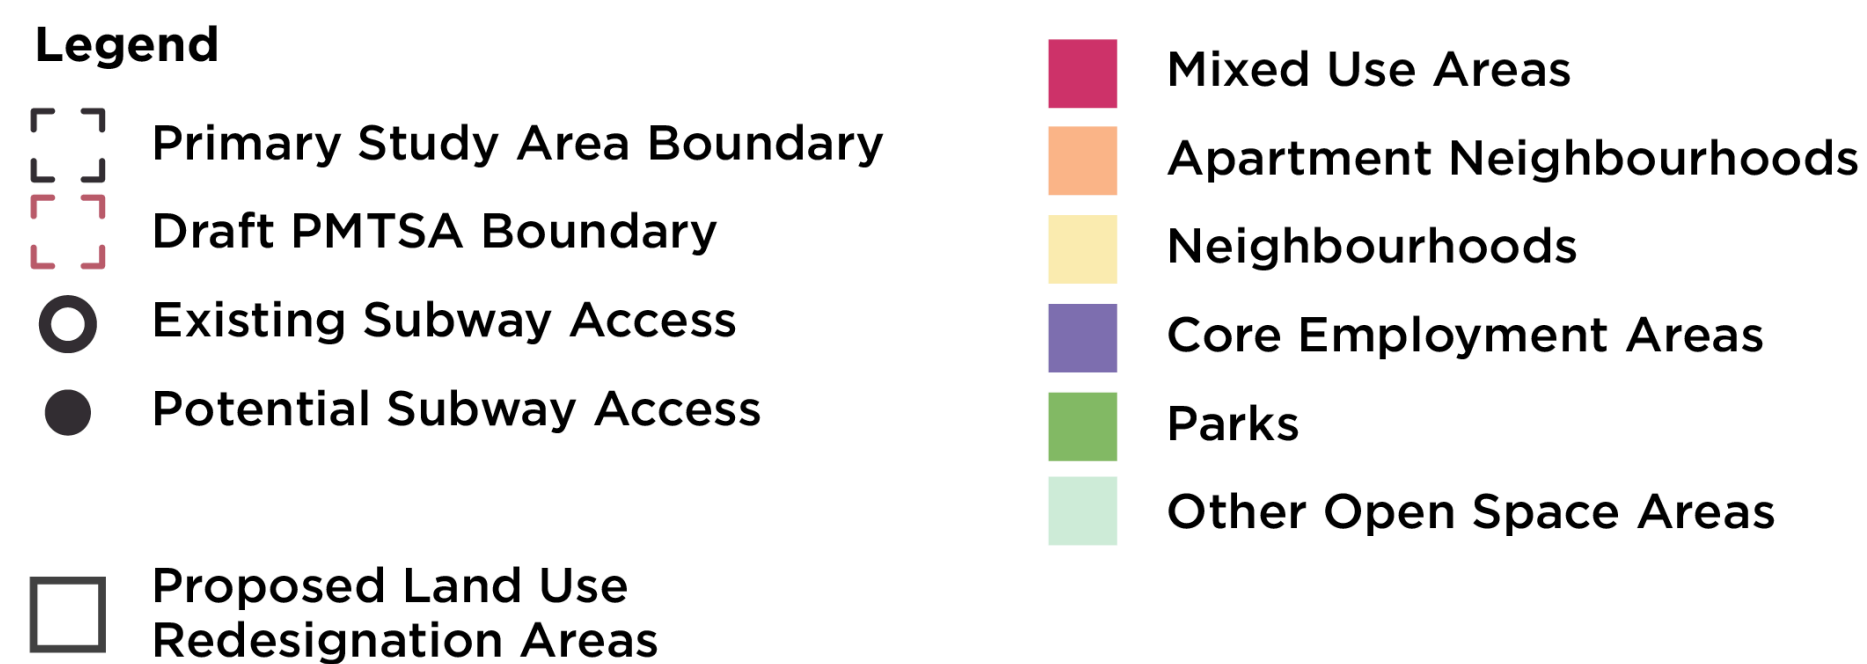 Legend
Primary Study Area Boundary
Draft PMTSA Boundary
Existing Subway Access
Potential Subway Access
Proposed Land Use
Redesignation Areas
Mixed Use Areas
Apartment Neighbourhoods
Neighbourhoods
Core Employment Areas
Parks
Other Open Space Areas